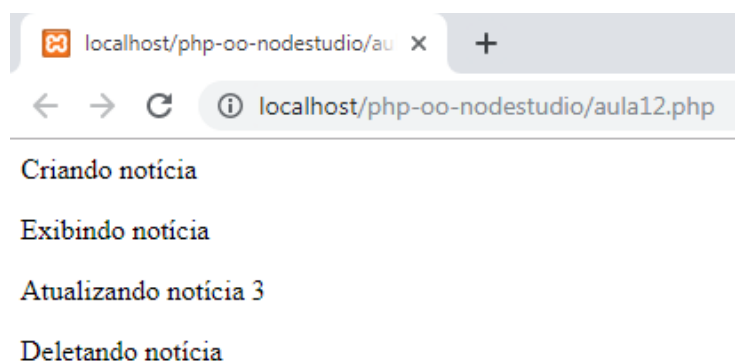 localhost/php-oo-nodestudio/au
localhost/php-oo-nodestudio/aula12.php
Criando notícia
Exibindo notícia
Atualizando notícia 3
Deletando notícia